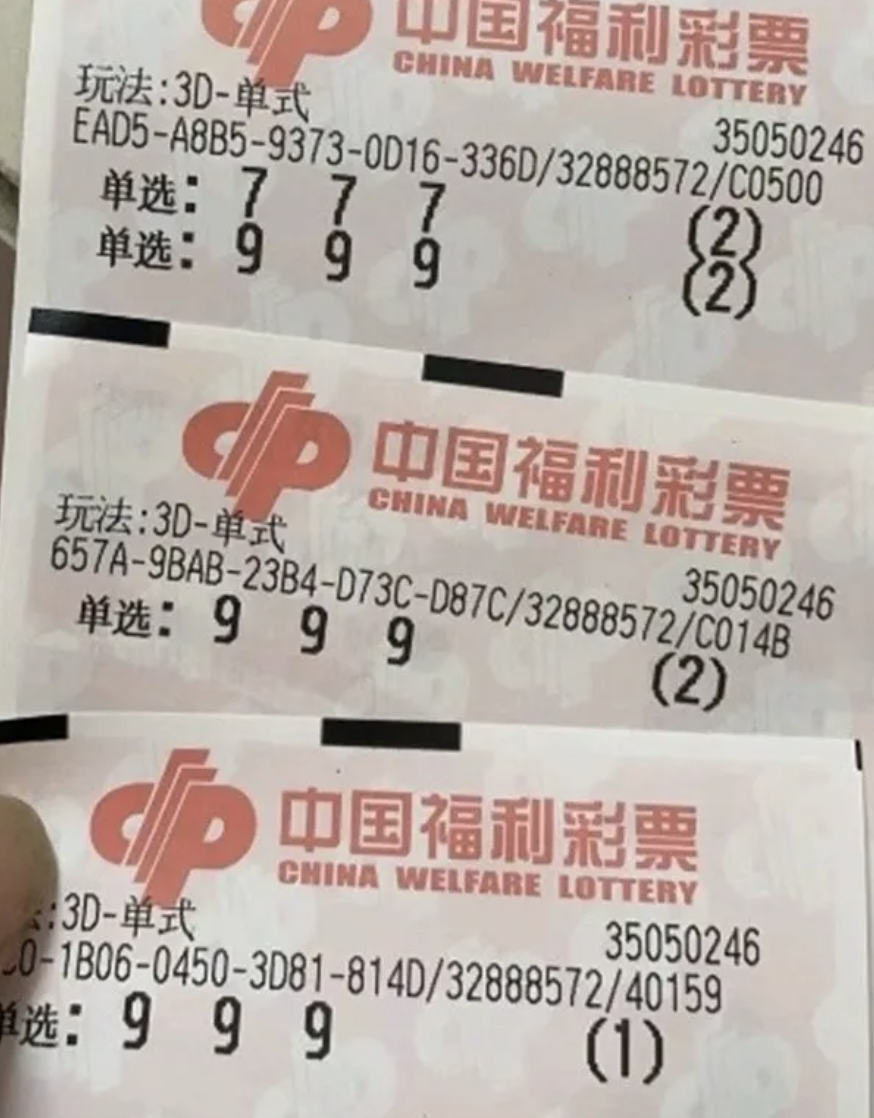 中国福利彩票
CHINA WELFARE LOTTERY
玩法:3D-单式
35050246
EAD5-A8B5-9373-0D16-336D/32888572/C0500
单选: 7 7 7 (2)
单选: 9 9 9 (2)
中国福利彩票
CHINA WELFARE LOTTERY
玩法:3D-单式
35050246
657A-9BAB-23B4-D73C-D87C/32888572/C014B
单选: 9 9 9 (2)
中国福利彩票
CHINA WELFARE LOTTERY
:3D-单式
35050246
0-1B06-0450-3D81-814D/32888572/40159
单选: 9 9 9 (1)